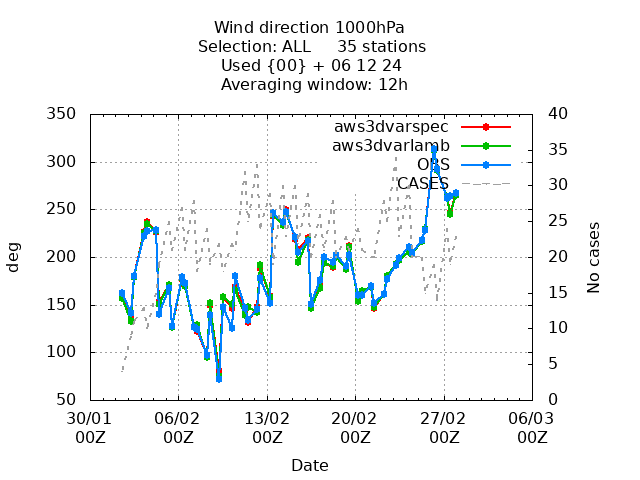 Wind direction 1000hPa
Selection: ALL 35 stations
Used {00} + 06 12 24
Averaging window: 12h
350
300
250
200
150
100
50
deg
aws3dvarspec
aws3dvarlamb
OBS
CASES
40
35
30
25
20
15
10
5
0
No cases
30/01 06/02 13/02 20/02 27/02 06/03
00Z 00Z 00Z 00Z 00Z 00Z
Date